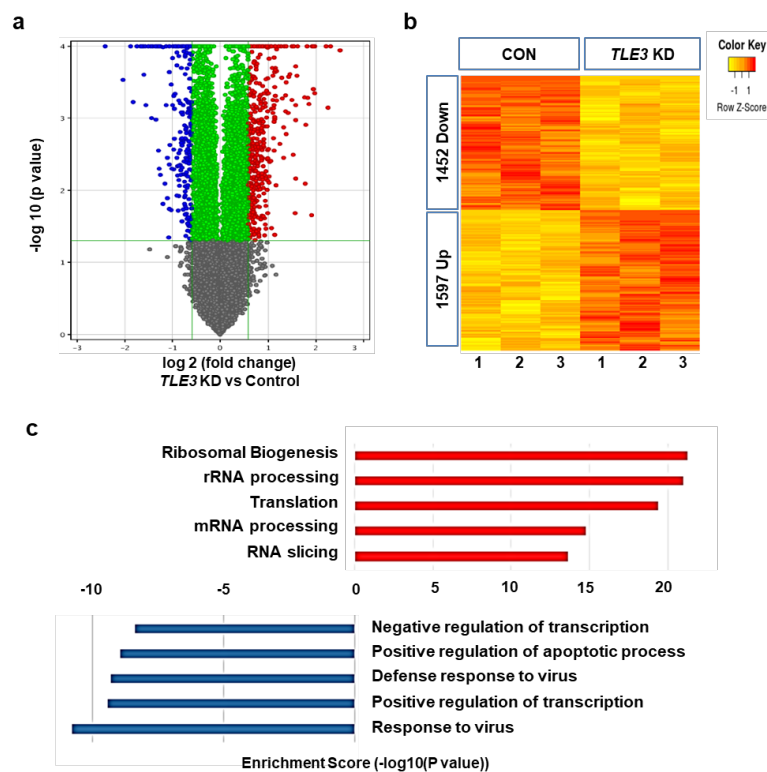 a
4
3
2
1
0
-log 10 (p value)
-3
-2
-1
0
1
2
3
log 2 (fold change)
TLE3 KD vs Control
b
CON
TLE3 KD
Color Key
-1 1
Row Z-Score
1452 Down
1597 Up
1 2 3 1 2 3
c
Ribosomal Biogenesis
rRNA processing
Translation
mRNA processing
RNA slicing
-10 -5 0 5 10 15 20
Negative regulation of transcription
Positive regulation of apoptotic process
Defense response to virus
Positive regulation of transcription
Response to virus
Enrichment Score (-log10(P value))